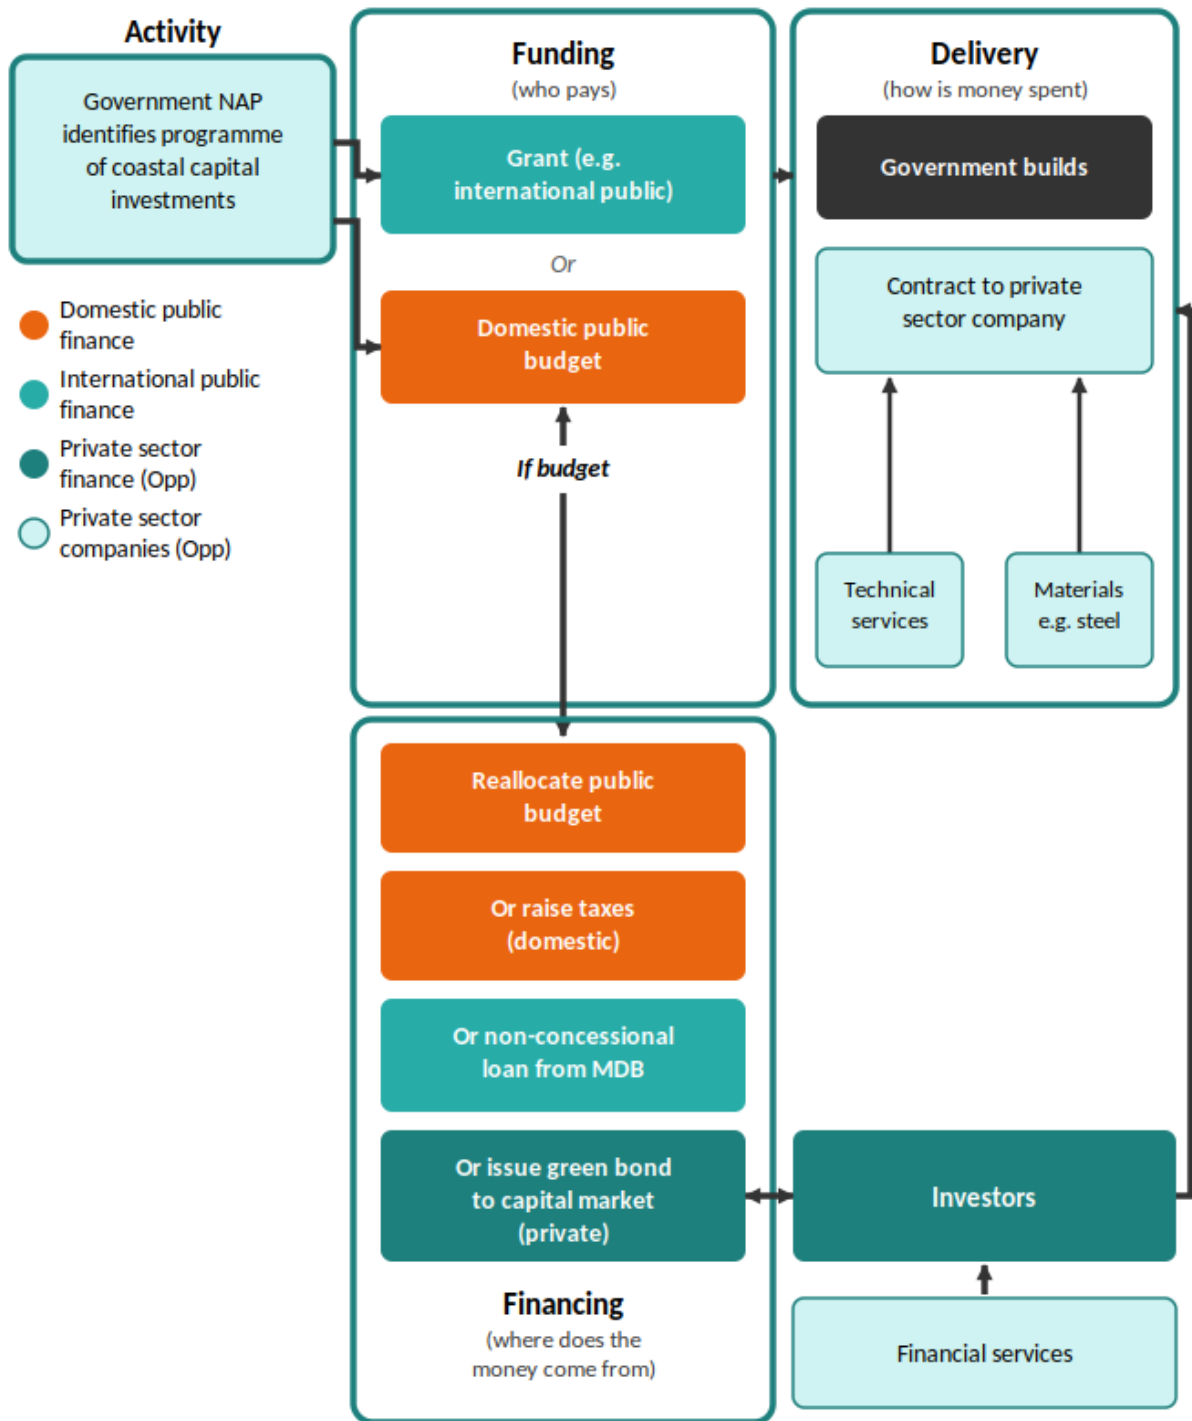 Activity
Government NAP
identifies programme
of coastal capital
investments
Domestic public
finance
International public
finance
Private sector
finance (Opp)
Private sector
companies (Opp)
Funding
(who pays)
Grant (e.g.
international public)
Or
Domestic public
budget
If budget
Delivery
(how is money spent)
Government builds
Contract to private
sector company
Technical
services
Materials
e.g. steel
Reallocate public
budget
Or raise taxes
(domestic)
Or non-concessional
loan from MDB
Or issue green bond
to capital market
(private)
Financing
(where does the
money come from)
Investors
Financial services